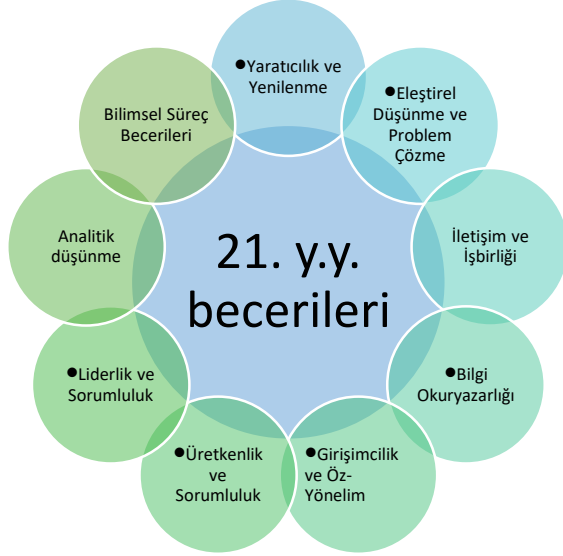 ●Yaratıcılık ve
Yenilenme
●Eleştirel
Düşünme ve
Problem
Çözme
İletişim ve
İşbirliği
●Bilgi
Okuryazarlığı
●Girişimcilik
ve Öz-
Yönelim
●Üretkenlik
ve
Sorumluluk
●Liderlik ve
Sorumluluk
Analitik
düşünme
Bilimsel Süreç
Becerileri
21. y.y.
becerileri